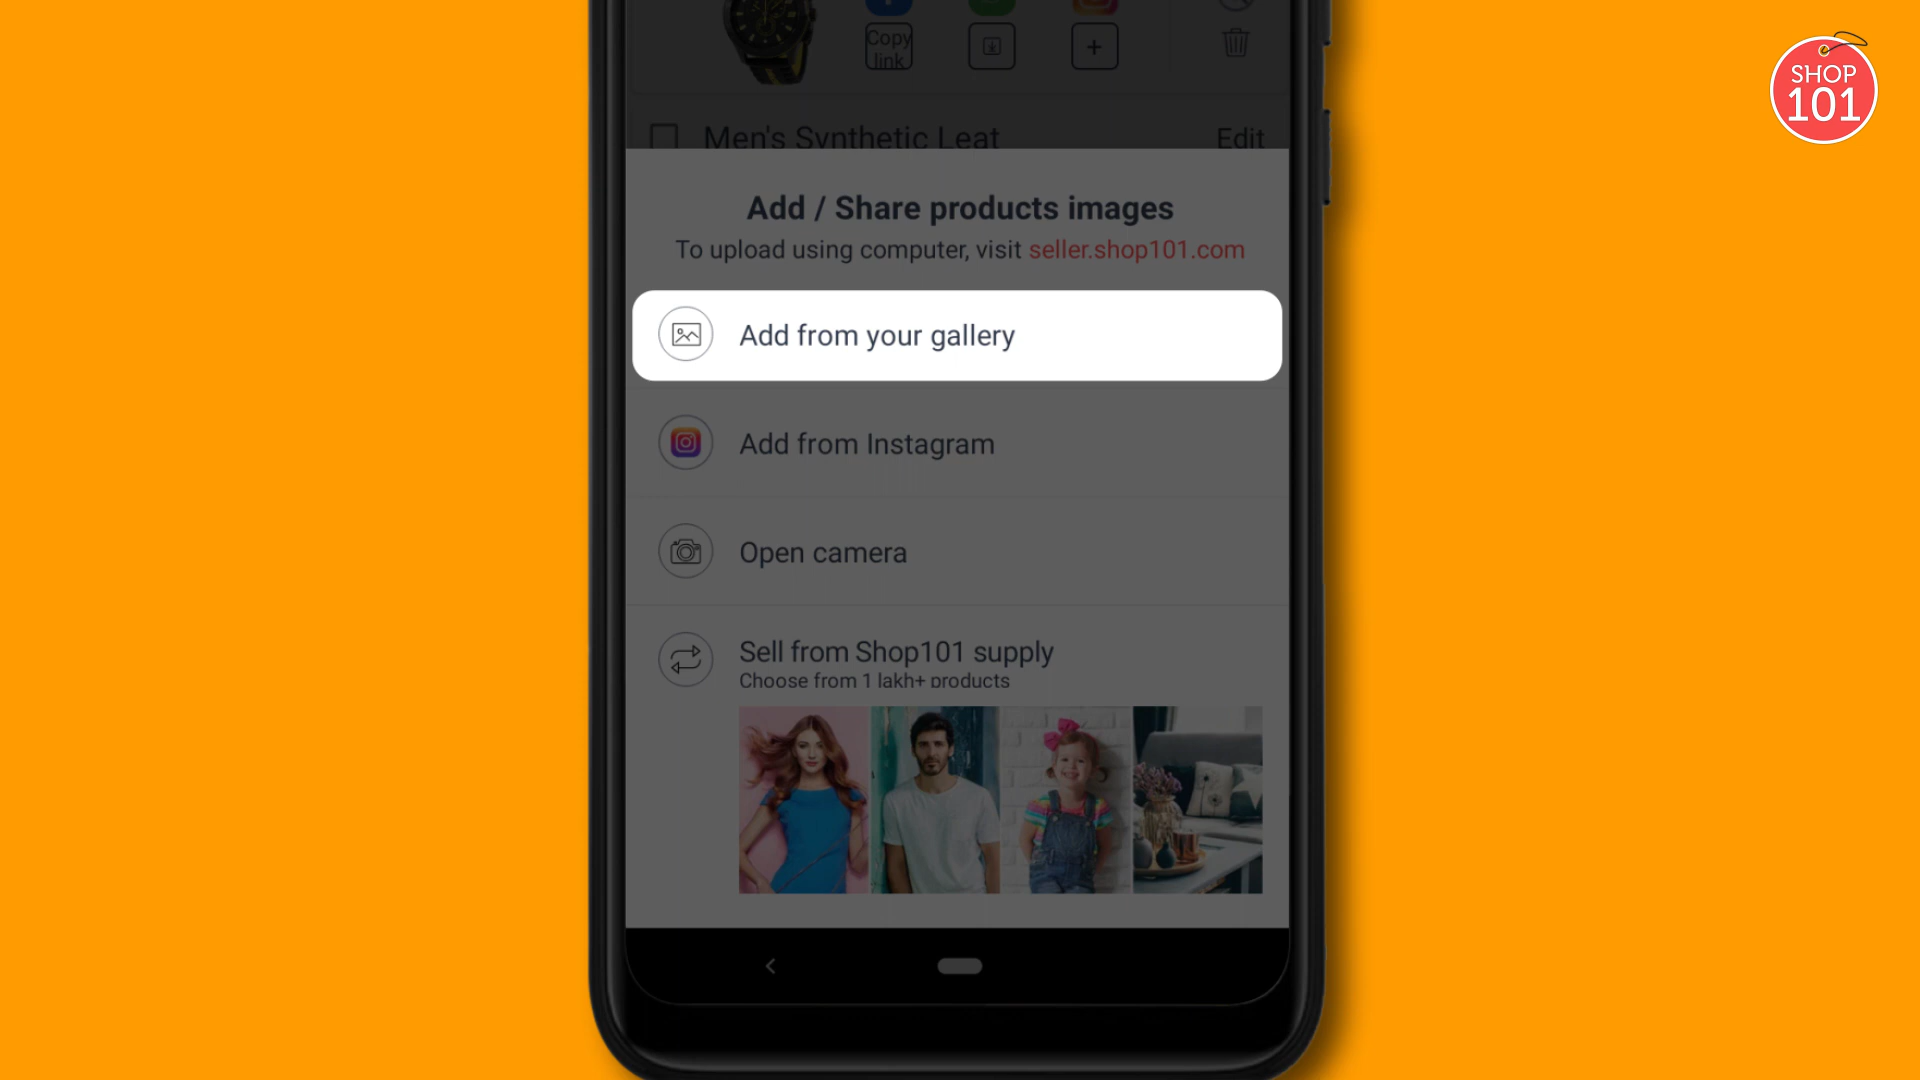 SHOP
101
Copy
link
Men's Synthetic Leat
Edit
Add / Share products images
To upload using computer, visit seller.shop101.com
Add from your gallery
Add from Instagram
Open camera
Sell from Shop101 supply
Choose from 1 lakh+ products